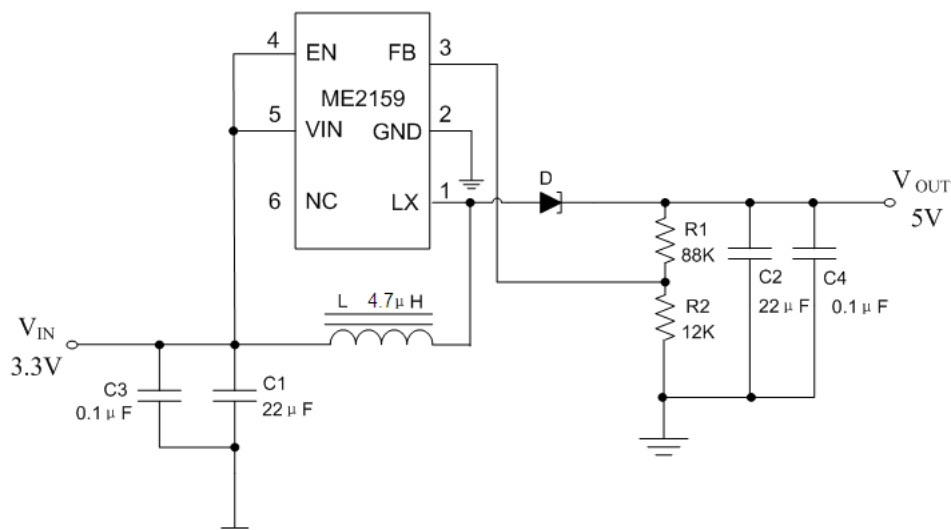 4 EN FB 3
ME2159
5 VIN GND 2
6 NC LX 1
D
V OUT
5V
R1
88K
C2
22μF
C4
0.1μF
R2
12K
L 4.7μH
V IN
3.3V
C3
0.1μF
C1
22μF